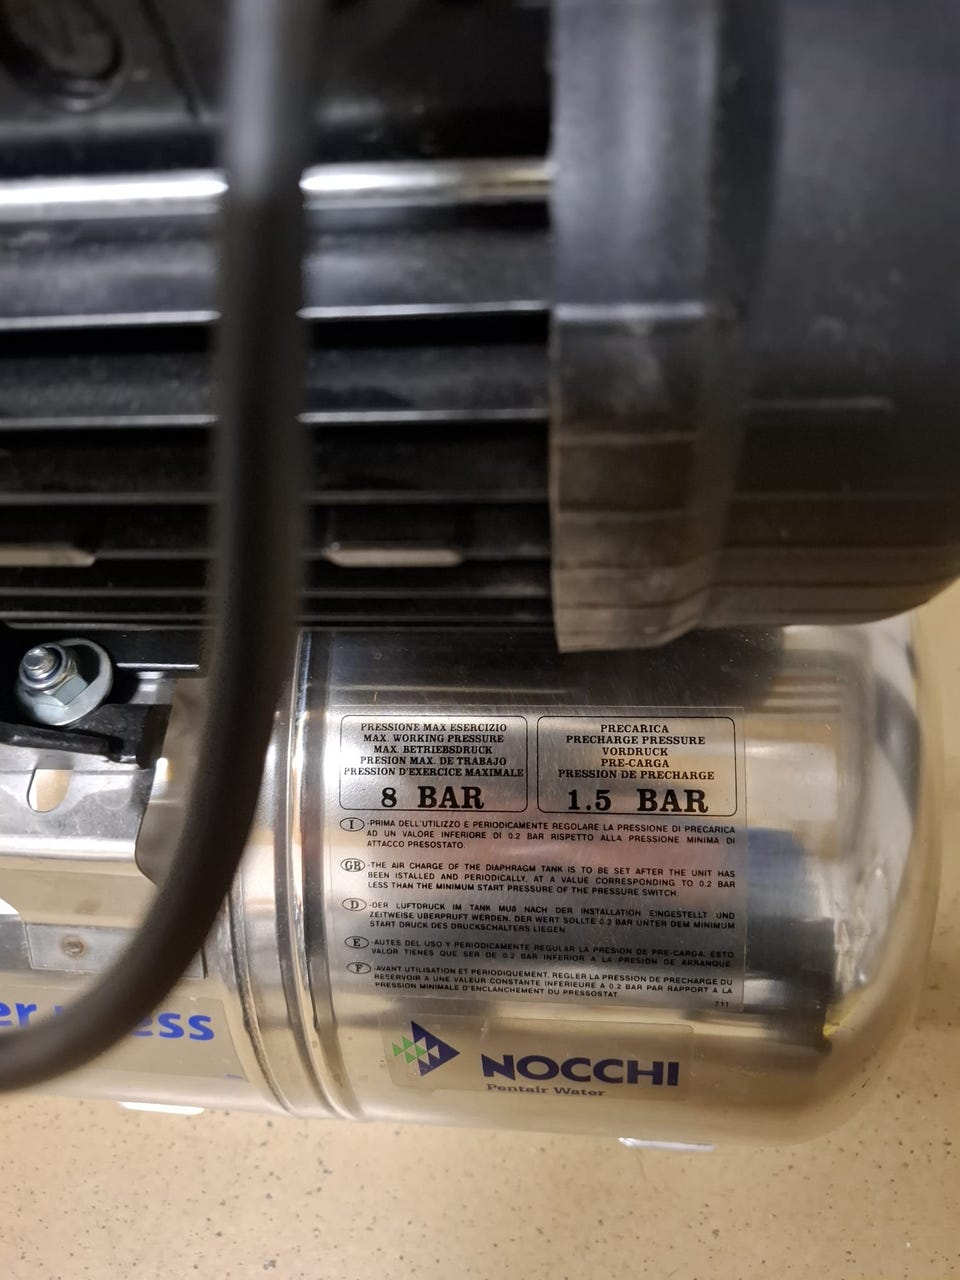 PRESSIONE MAX ESERCIZIO
MAX. WORKING PRESSURE
MAX. BETRIEBSDRUCK
PRESION MAX. DE TRABAJO
PRESSION D'EXERCICE MAXIMALE
8 BAR
PRECARICA
PRECHARGE PRESSURE
VORDRUCK
PRE-CARGA
PRESSION DE PRECHARGE
1.5 BAR
I -PRIMA DELL'UTILIZZO E PERIODICAMENTE REGOLARE LA PRESSIONE DI PRECARICA
AD UN VALORE INFERIORE DI 0.2 BAR RISPETTO ALLA PRESSIONE MINIMA DI
ATTACCO PRESOSTATO.
GB -THE AIR CHARGE OF THE DIAPHRAGM TANK IS TO BE SET AFTER THE UNIT HAS
BEEN ISTALLED AND PERIODICALLY, AT A VALUE CORRESPONDING TO 0.2 BAR
LESS THAN THE MINIMUM START PRESSURE OF THE PRESSURE SWITCH.
D -DER LUFTDRUCK IM TANK MUß NACH DER INSTALLATION EINGESTELLT UND
ZEITWEISE UBERPRUFT WERDEN, DER WERT SOLLTE 0.2 BAR UNTER DEM MINIMUM
START DRUCK DES DRUCKSCHALTERS LIEGEN.
E -AUTES DEL USO Y PERIODICAMENTE REGULAR LA PRESION DE PRE-CARGA, ESTO
VALOR TIENES QUE SER DE 0.2 BAR INFERIOR A LA PRESION DE ARRANQUE
F -AVANT UTILISATION ET PERIODIQUEMENT, REGLER LA PRESSION DE PRECHARGE DU
RESERVOIR A UNE VALEUR CONSTANTE INFERIEURE A 0.2 BAR PAR RAPPORT A LA
PRESSION MINIMALE D'ENCLANCHEMENT DU PRESSOSTAT
711
NOCCHI
Pentair Water